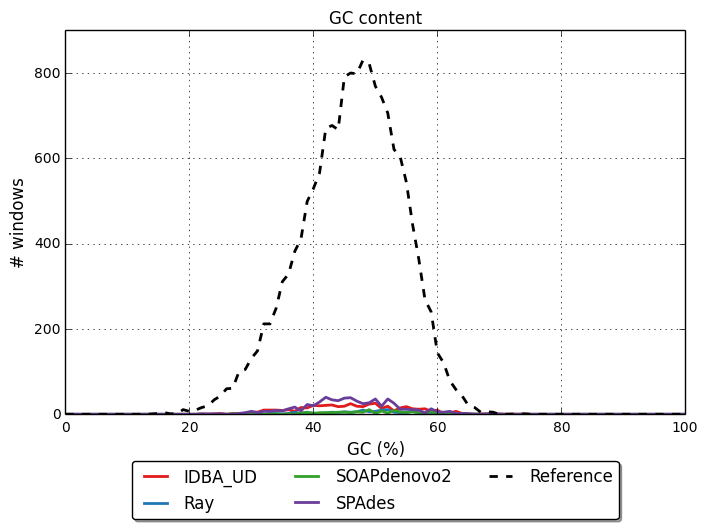 GC content
# windows
800
600
400
200
0
0 20 40 60 80 100
GC (%)
IDBA_UD SOAPdenovo2 Reference
Ray SPAdes